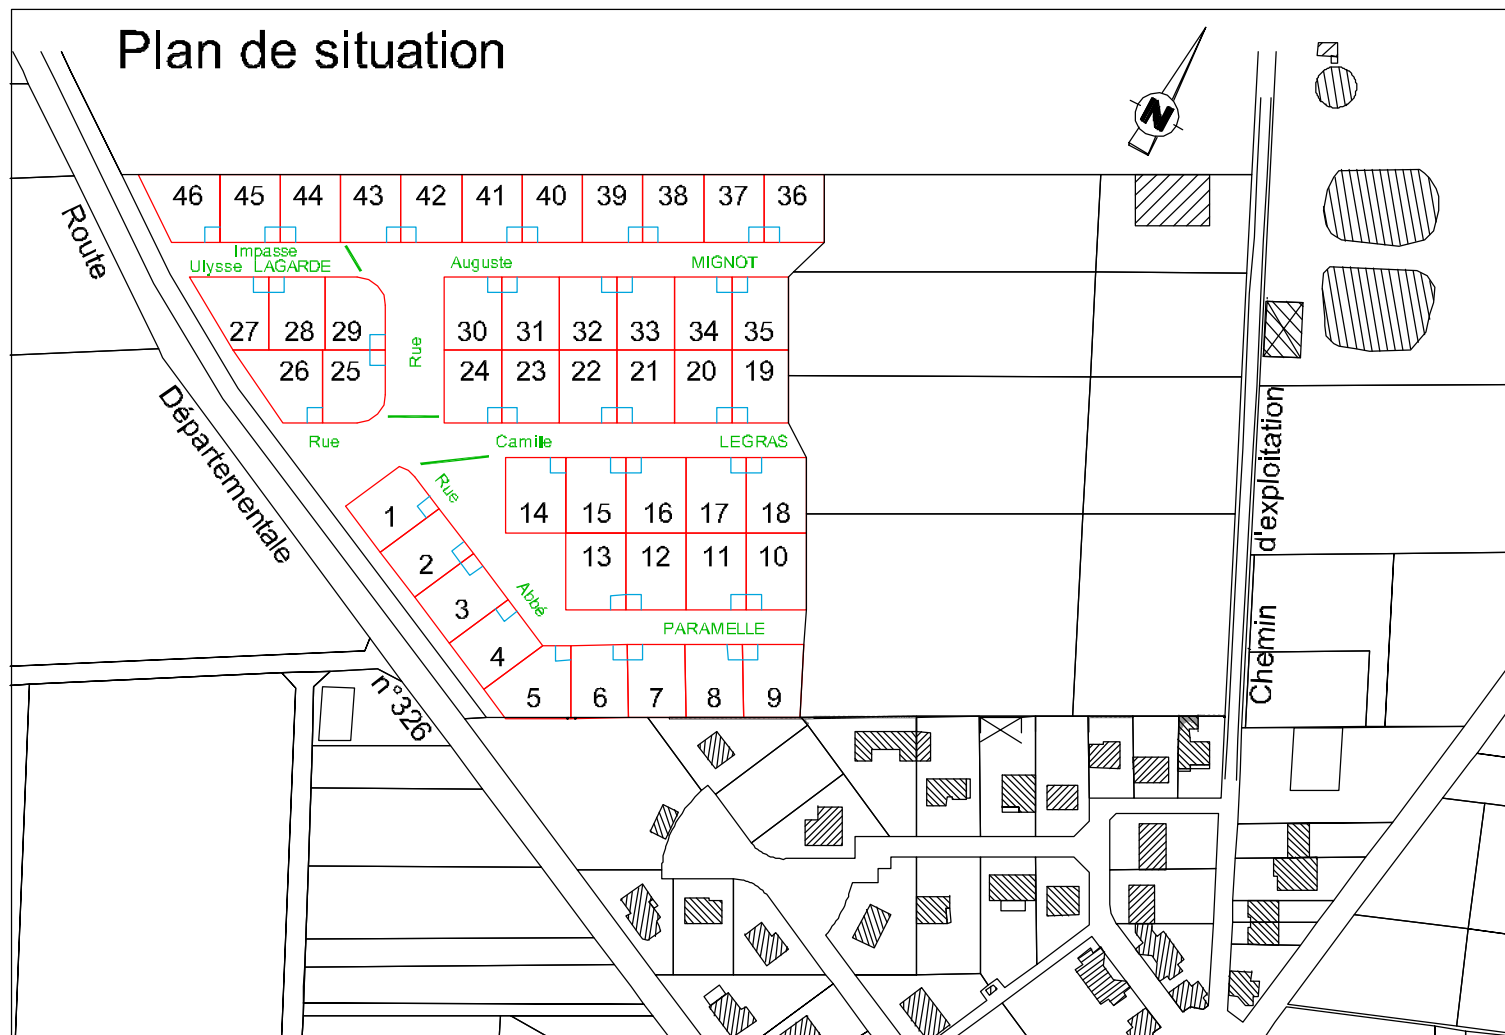 Plan de situation
N
46 45 44 43 42 41 40 39 38 37 36
Route
Impasse
Ulysse LAGARDE
Auguste
MIGNOT
27 28 29
Rue
30 31 32 33 34 35
26 25
24 23 22 21 20 19
Départementale
Rue
Camille
LEGRAS
Rue
1
14 15 16 17 18
2
13 12 11 10
3
Abbé
PARAMELLE
4
5 6 7 8 9
n°326
Chemin
d'exploitation